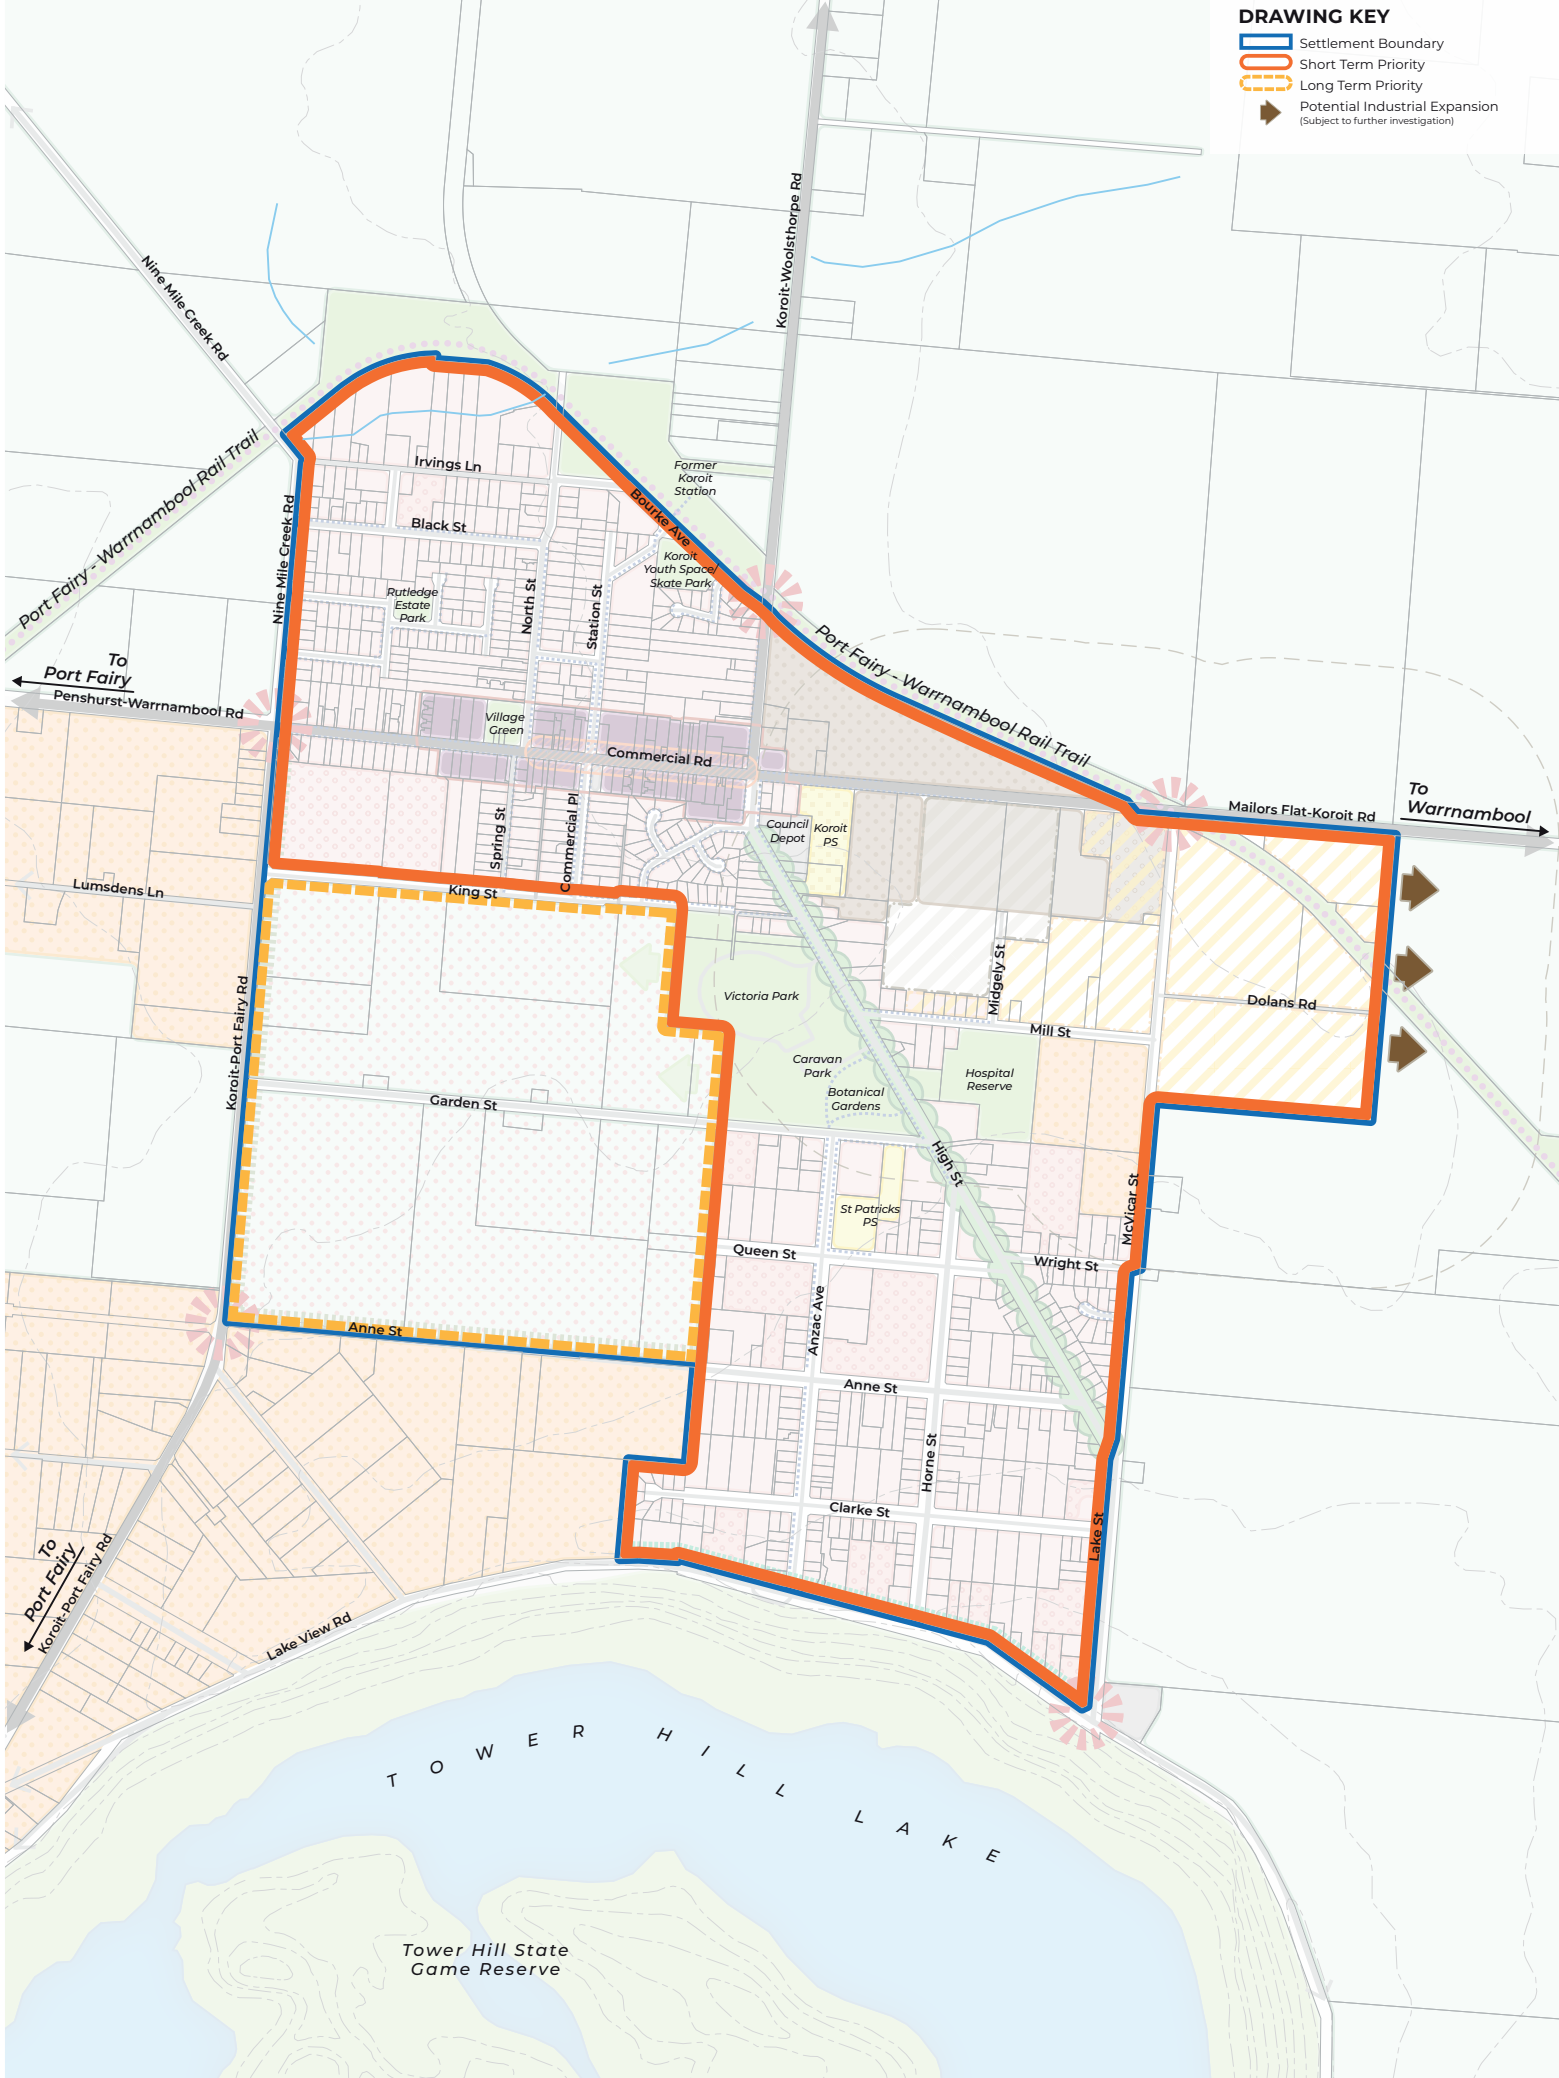 DRAWING KEY
Settlement Boundary
Short Term Priority
Long Term Priority
Potential Industrial Expansion
(Subject to further investigation)
Koroit-Woolsthorpe Rd
Nine Mile Creek Rd
Port Fairy - Warrnambool Rail Trail
Irvings Ln
Former
Koroit
Station
Bourke Ave
Black St
Nine Mile Creek Rd
Koroit
Youth Space/
Skate Park
Rutledge
Estate
Park
North St
Station St
Port Fairy - Warrnambool Rail Trail
To
Port Fairy
Penshurst-Warrnambool Rd
Village
Green
Commercial Rd
To
Warrnambool
Mailors Flat-Koroit Rd
Spring St
Commercial Pl
Council
Depot
Koroit
PS
Lumsdens Ln
King St
Koroit-Port Fairy Rd
Victoria Park
Midgely St
Dolans Rd
Mill St
Caravan
Park
Botanical
Gardens
Hospital
Reserve
Garden St
High St
McVicar St
St Patricks
PS
Queen St
Wright St
Anzac Ave
Anne St
Anne St
Horne St
Clarke St
Lake St
To
Port Fairy
Koroit-Port Fairy Rd
Lake View Rd
TOWER HILL LAKE
Tower Hill State
Game Reserve